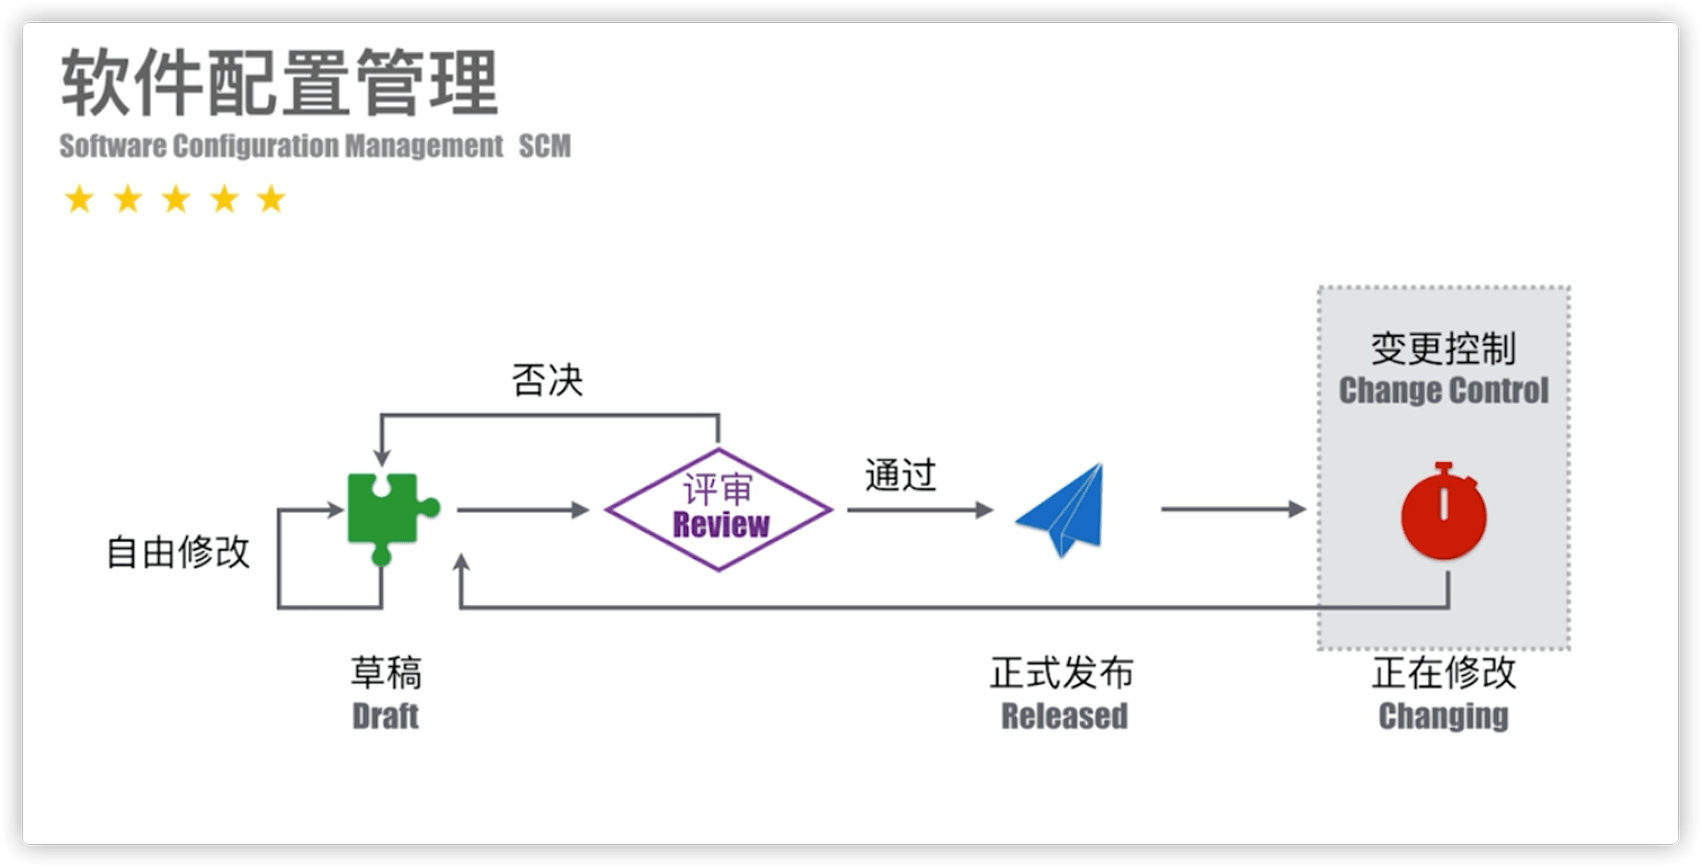 软件配置管理
Software Configuration Management SCM
变更控制
Change Control
否决
通过
评审
Review
自由修改
草稿
Draft
正式发布
Released
正在修改
Changing